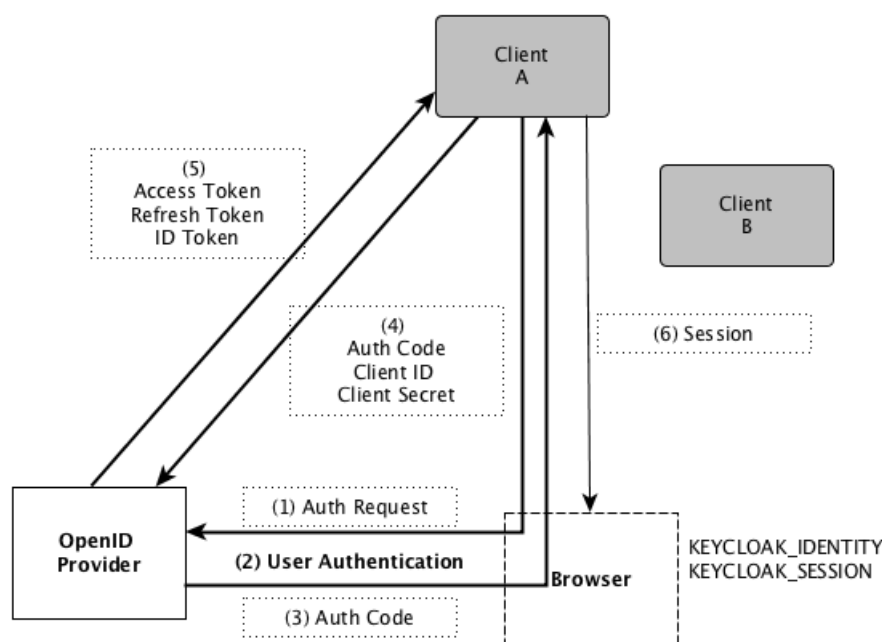 Client
A
(5)
Access Token
Refresh Token
ID Token
Client
B
(4)
Auth Code
Client ID
Client Secret
(6) Session
(1) Auth Request
OpenID
Provider
(2) User Authentication
Browser
KEYCLOAK_IDENTITY
KEYCLOAK_SESSION
(3) Auth Code